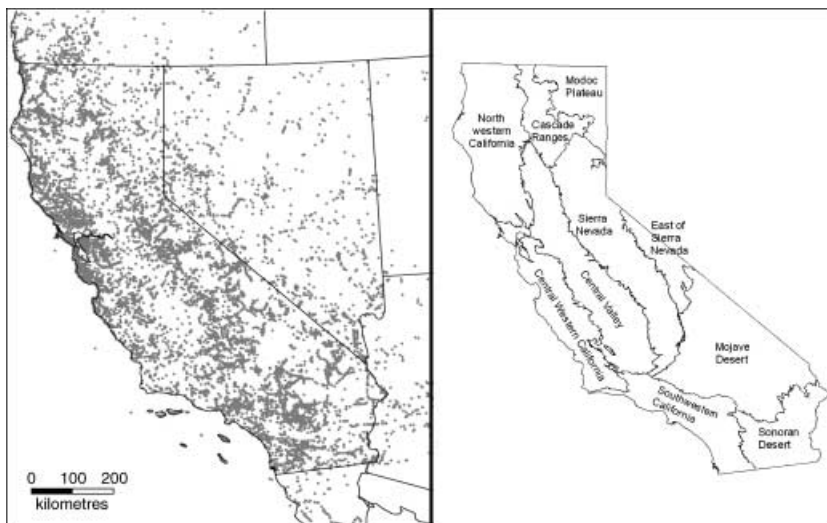 0 100 200
kilometres
Modoc
Plateau
North
western
California
Cascade
Ranges
Sierra
Nevada
East of
Sierra
Nevada
Central Western California
Central Valley
Mojave
Desert
Southwestern
California
Sonoran
Desert